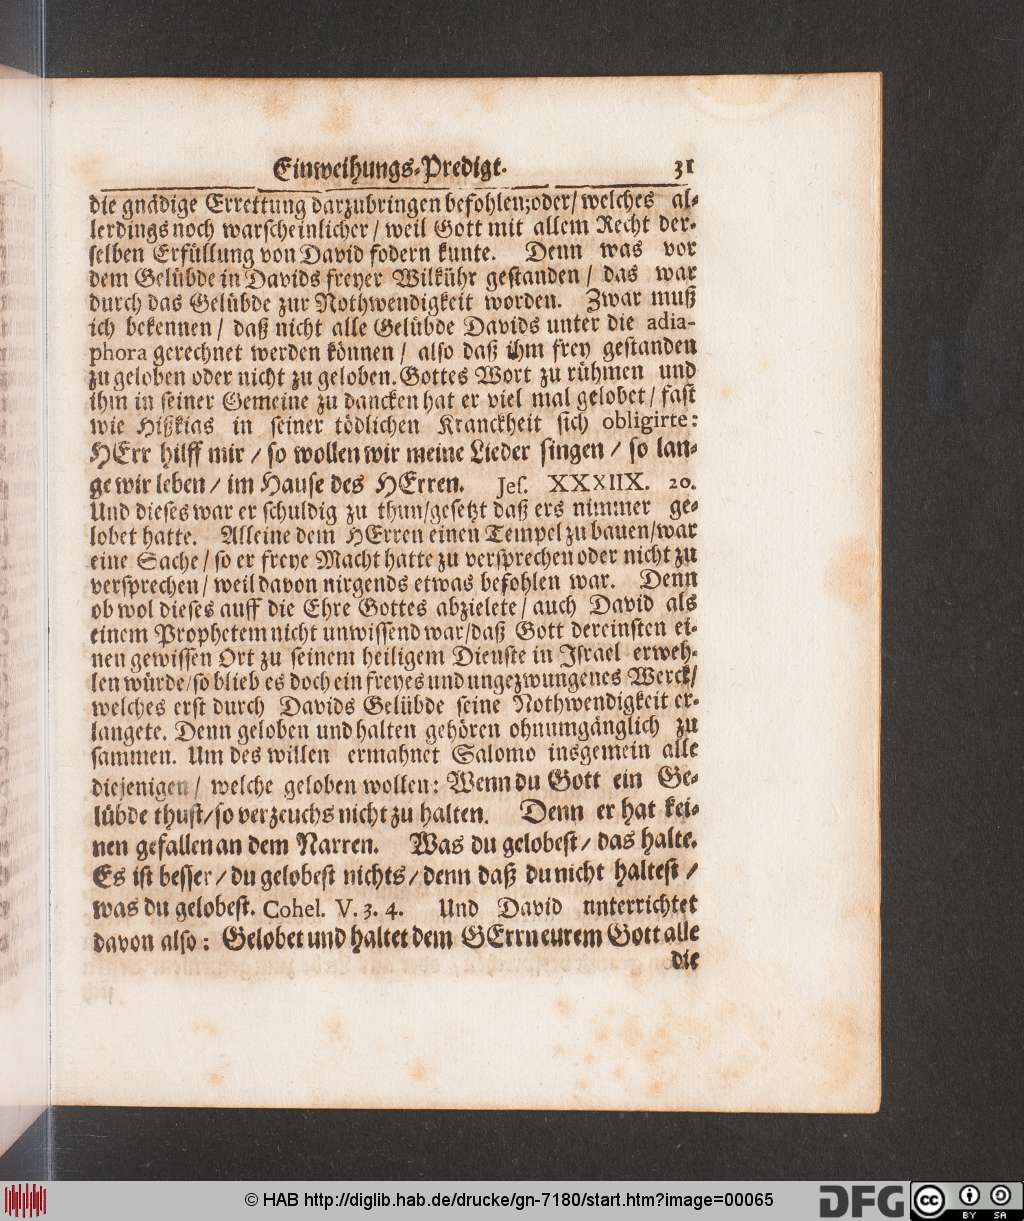 Einweihungs-Predigt. 31
die gnädige Errettung darzubringen befohlen; oder/ welches al-
lerdings noch warscheinlicher/ weil Gott mit allem Recht der-
selben Erfüllung von David fodern kunte. Denn was vor
dem Gelübde in Davids freyer Wilkühr gestanden/ das war
durch das Gelübde zur Nothwendigkeit worden. Zwar muß
ich bekennen/ daß nicht alle Gelübde Davids unter die adia-
phora gerechnet werden können/ also daß ihm frey gestanden
zu geloben oder nicht zu geloben. Gottes Wort zu rühmen und
ihm in seiner Gemeine zu dancken hat er viel mal gelobet/ fast
wie Hißkias in seiner tödlichen Kranckheit sich obligirte:
HErr hilff mir/ so wollen wir meine Lieder singen/ so lan-
ge wir leben/ im Hause des HErren. Jes. XXXIIX. 20.
Und dieses war er schuldig zu thun/ gesetzt daß ers nimmer ge-
lobet hatte. Alleine dem HErren einen Tempel zu bauen/ war
eine Sache/ so er freye Macht hatte zu versprechen oder nicht zu
versprechen/ weil davon nirgends etwas befohlen war. Denn
ob wol dieses auff die Ehre Gottes abzielete/ auch David als
einem Prophetem nicht unwissend war/ daß Gott dereinsten ei-
nen gewissen Ort zu seinem heiligem Dienste in Israel erweh-
len würde/ so blieb es doch ein freyes und ungezwungenes Werck/
welches erst durch Davids Gelübde seine Nothwendigkeit er-
langete. Denn geloben und halten gehören ohnumgänglich zu
sammen. Um des willen ermahnet Salomo insgemein alle
diejenigen/ welche geloben wollen: Wenn du Gott ein Ge-
lübde thust/ so verzeuchs nicht zu halten. Denn er hat kei-
nen gefallen an dem Narren. Was du gelobest/ das halte.
Es ist besser/ du gelobest nichts/ denn daß du nicht haltest/
was du gelobest. Cohel. V. 3. 4. Und David unterrichtet
davon also: Gelobet und haltet dem GErrn eurem Gott alle
die
© HAB http://diglib.hab.de/drucke/gn-7180/start.htm?image=00065
DFG
cc BY SA